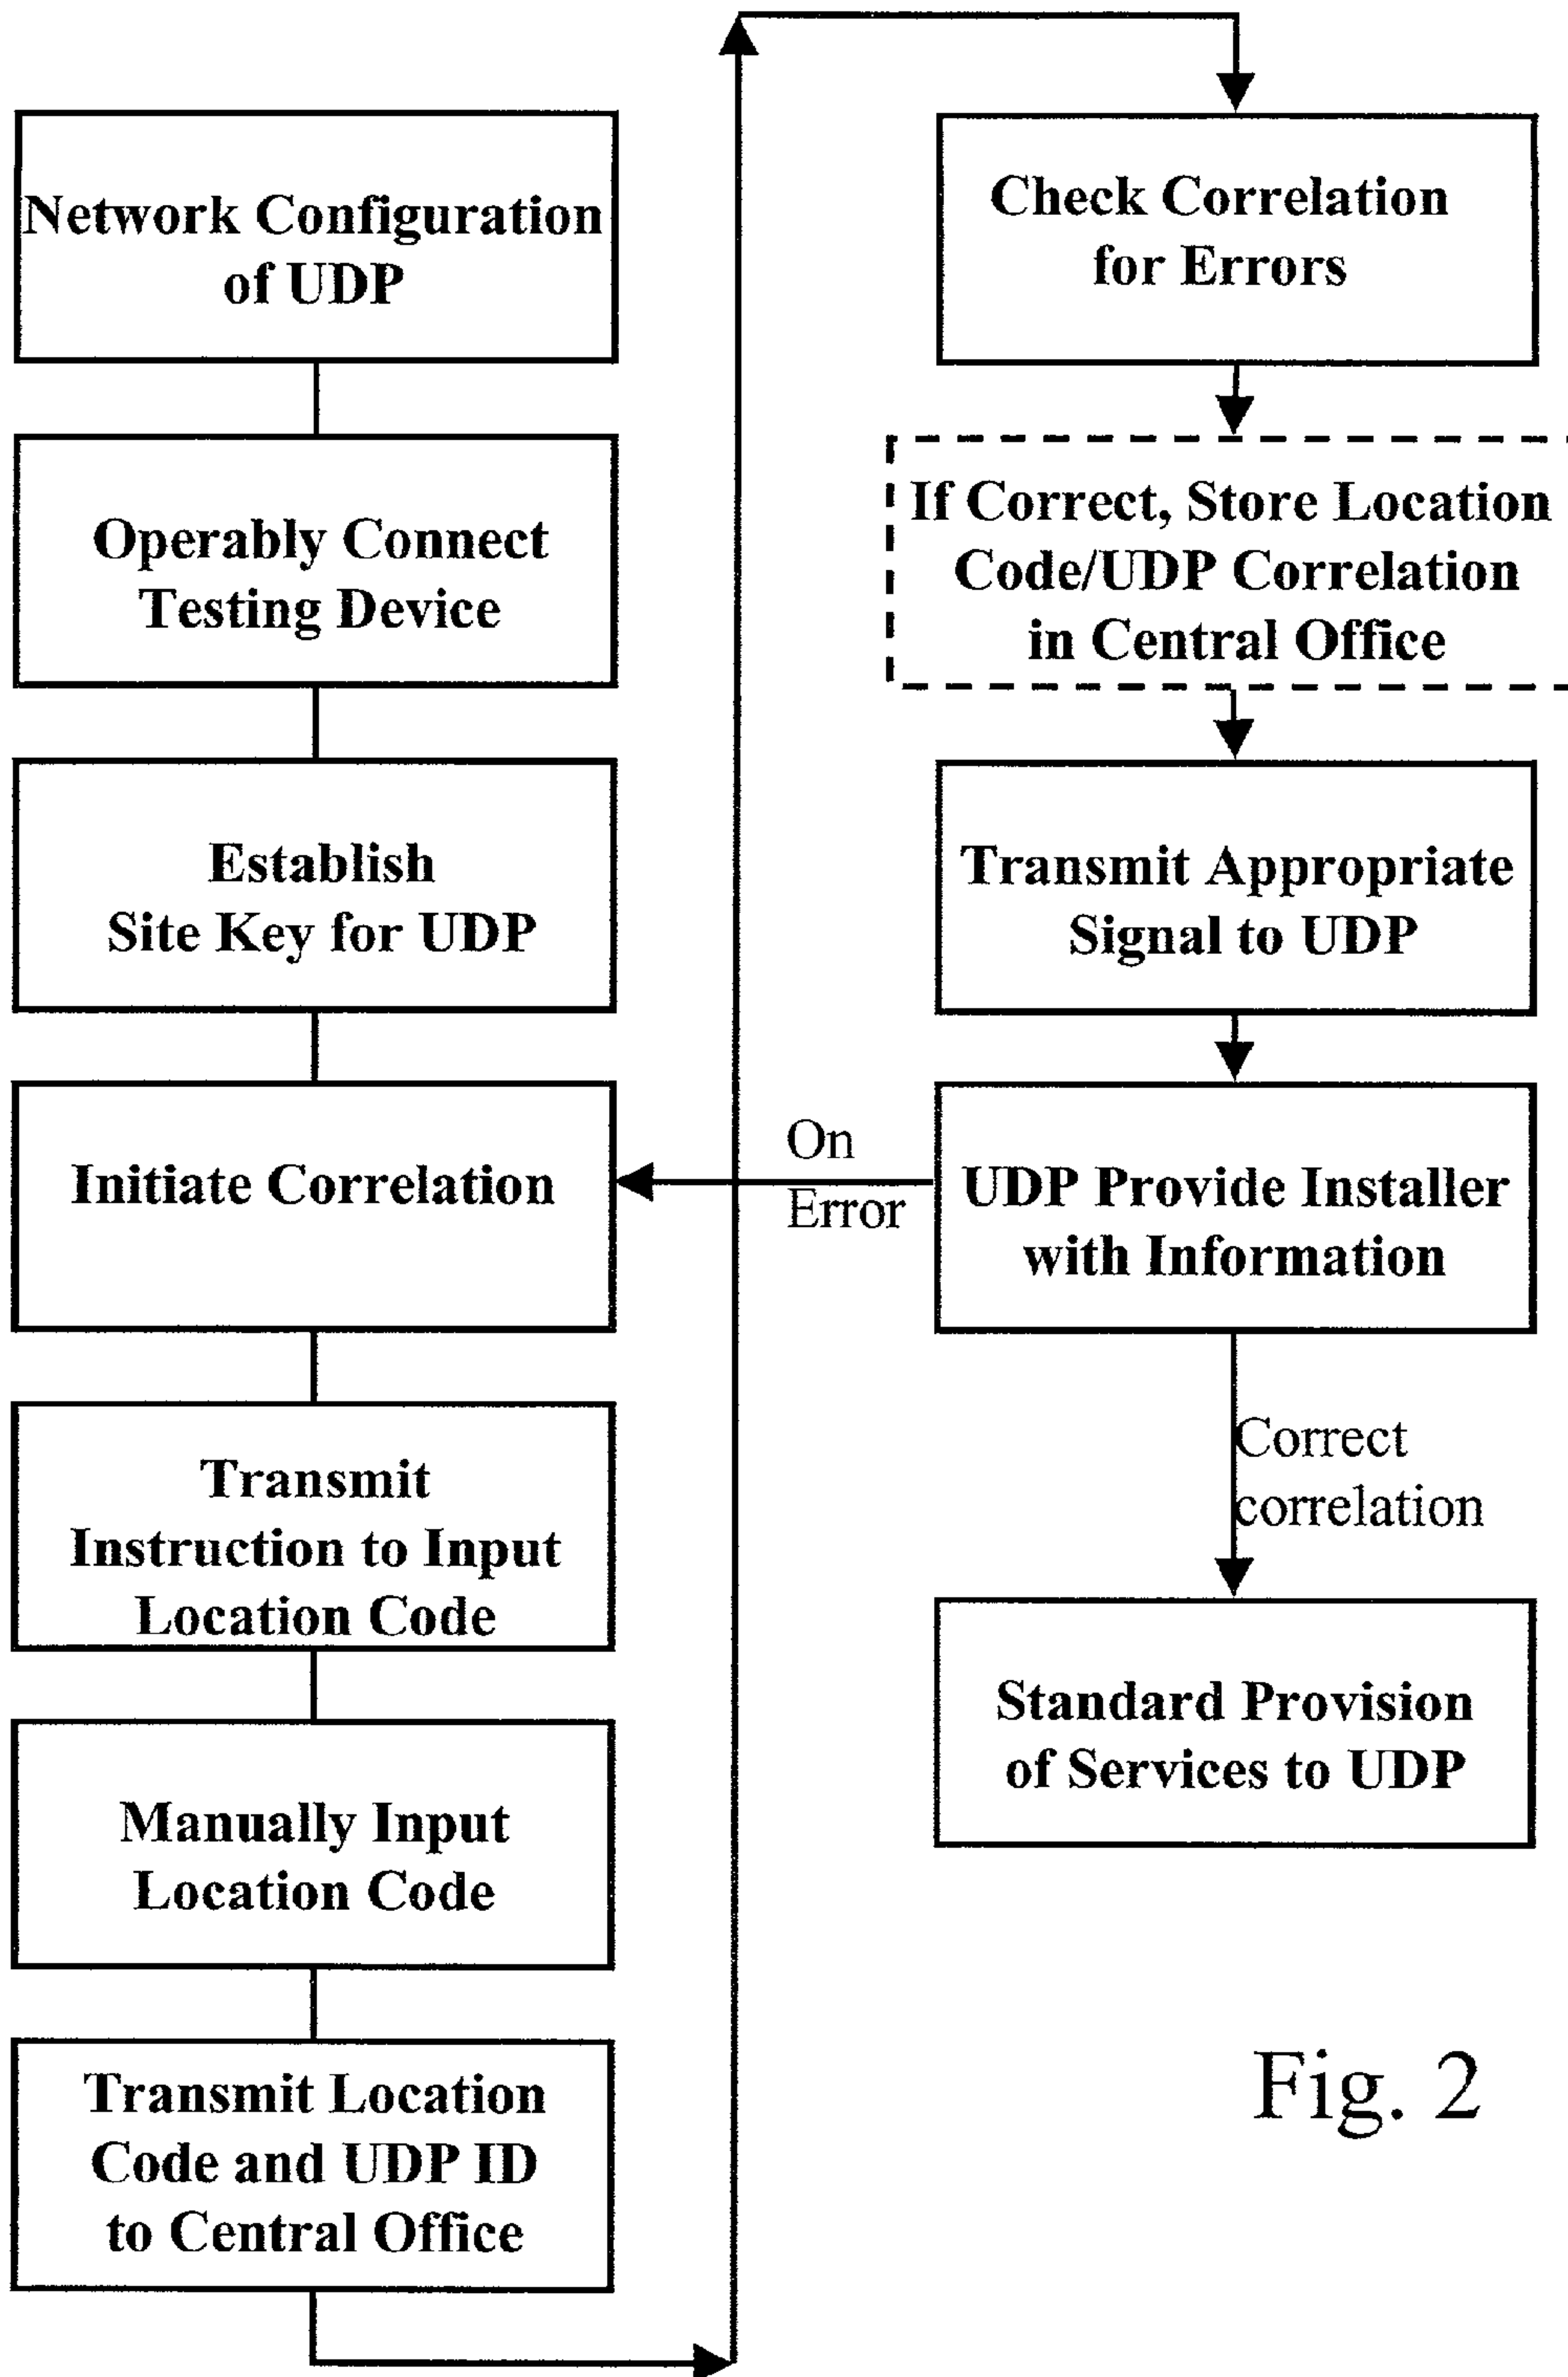 Network Configuration
of UDP
Operably Connect
Testing Device
Establish
Site Key for UDP
Initiate Correlation
Transmit
Instruction to Input
Location Code
Manually Input
Location Code
Transmit Location
Code and UDP ID
to Central Office
Check Correlation
for Errors
If Correct, Store Location
Code/UDP Correlation
in Central Office
Transmit Appropriate
Signal to UDP
UDP Provide Installer
with Information
On
Error
Correct
correlation
Standard Provision
of Services to UDP
Fig. 2